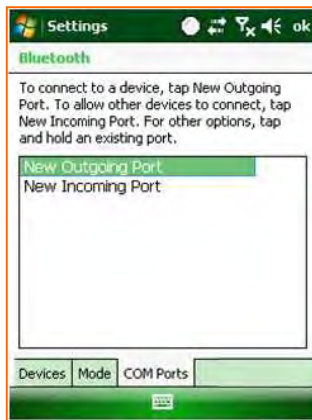 Settings
ok
Bluetooth
To connect to a device, tap New Outgoing
Port. To allow other devices to connect, tap
New Incoming Port. For other options, tap
and hold an existing port.
New Outgoing Port
New Incoming Port
Devices Mode COM Ports